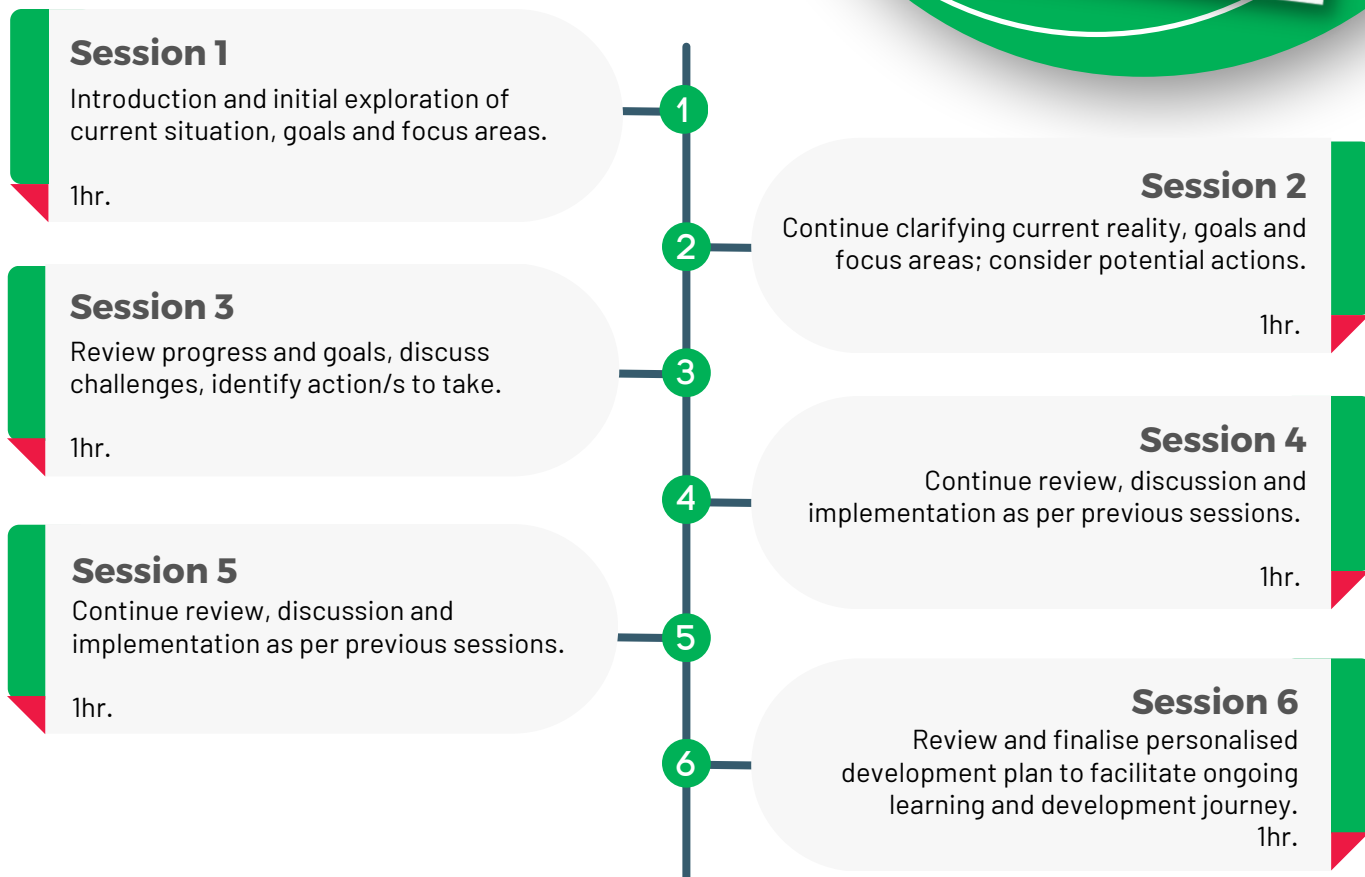 Session 1
Introduction and initial exploration of
current situation, goals and focus areas.
1hr.
1
Session 2
Continue clarifying current reality, goals and
focus areas; consider potential actions.
1hr.
2
Session 3
Review progress and goals, discuss
challenges, identify action/s to take.
1hr.
3
Session 4
Continue review, discussion and
implementation as per previous sessions.
1hr.
4
Session 5
Continue review, discussion and
implementation as per previous sessions.
1hr.
5
Session 6
Review and finalise personalised
development plan to facilitate ongoing
learning and development journey.
1hr.
6